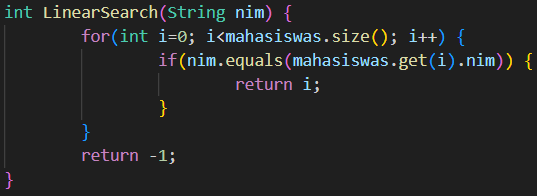 int LinearSearch(String nim) {
        for(int i=0; i<mahasiswas.size(); i++) {
                if(nim.equals(mahasiswas.get(i).nim)) {
                        return i;
                }
        }
        return -1;
}